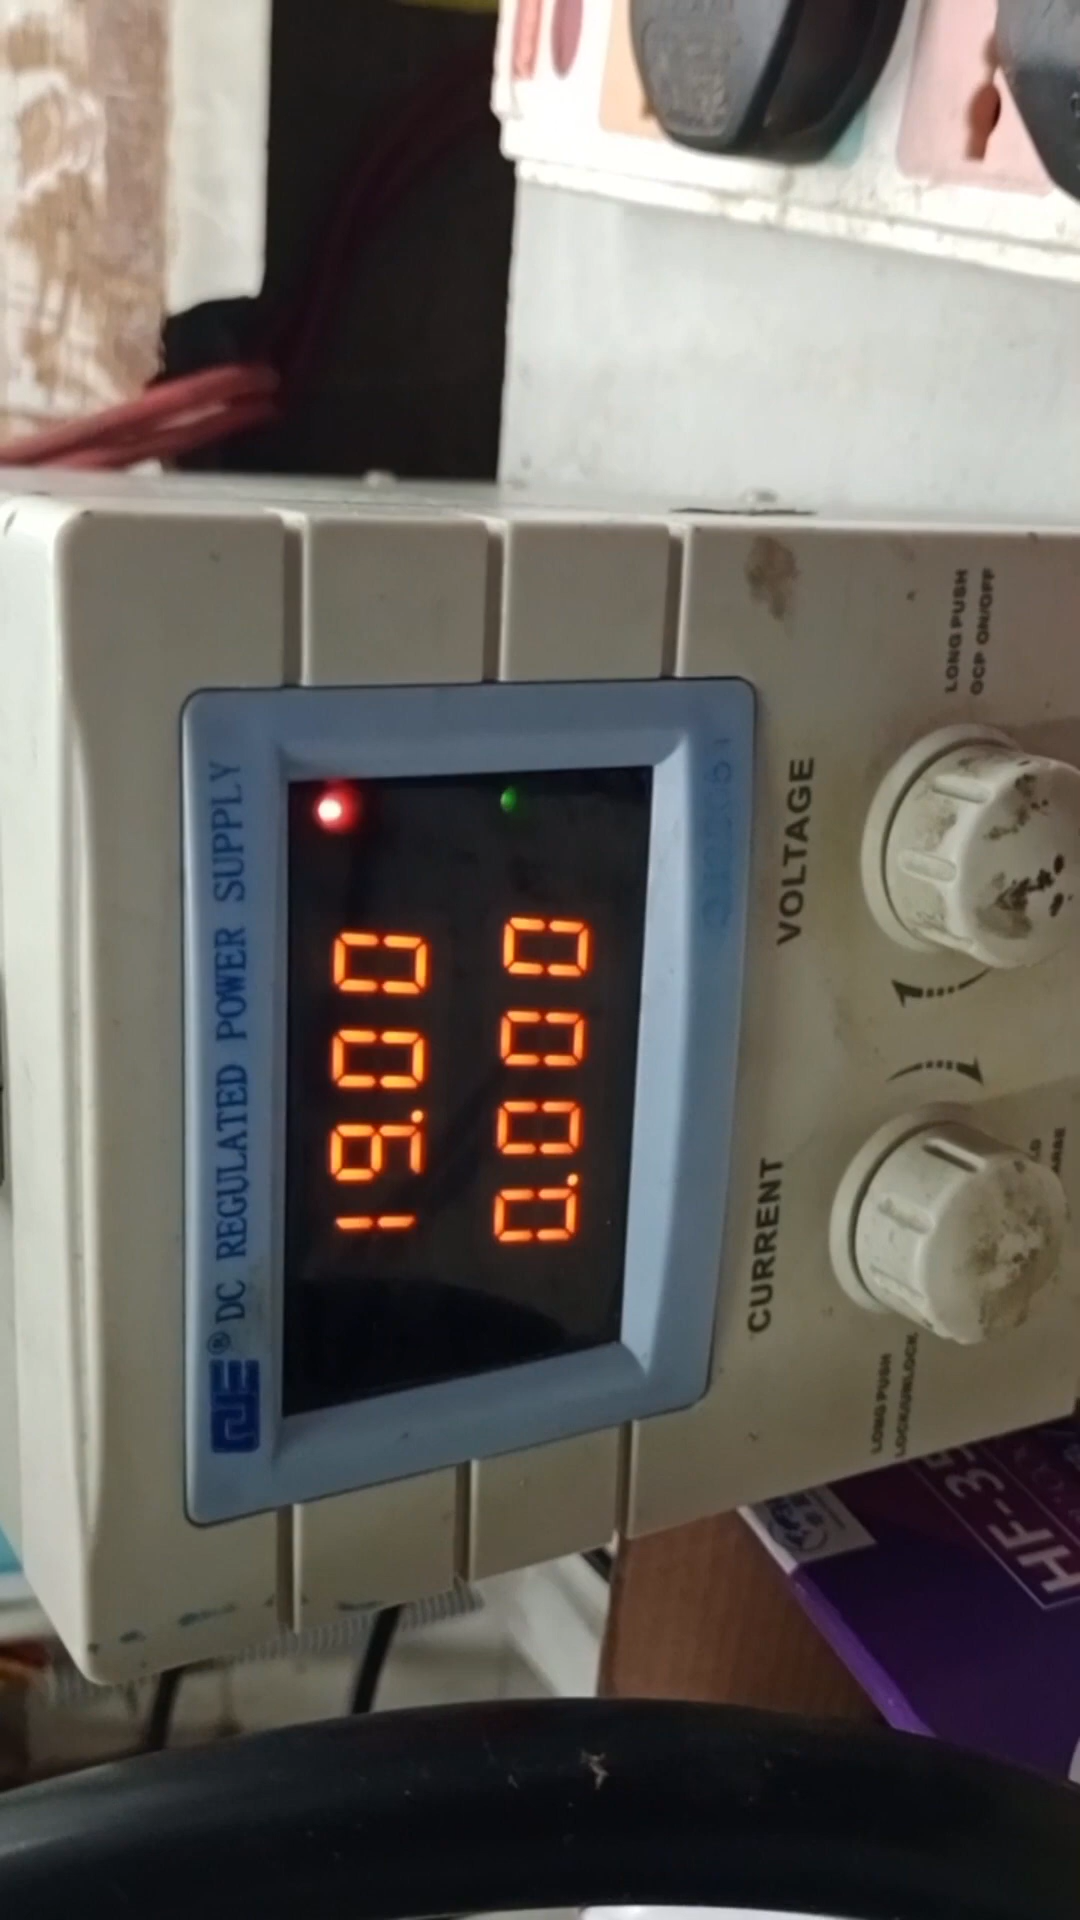 DC REGULATED POWER SUPPLY
19.00
0.000
CURRENT
VOLTAGE
LONG PUSH
LOCK/UNLOCK
LONG PUSH
OCP ON/OFF
HF-3